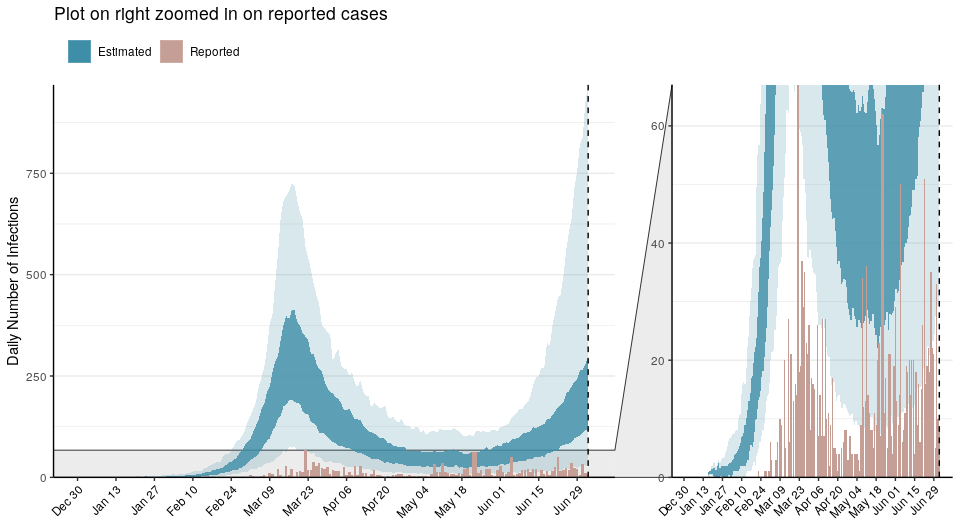 Plot on right zoomed in on reported cases
Estimated Reported
Daily Number of Infections
750
500
250
0
Dec 30 Jan 13 Jan 27 Feb 10 Feb 24 Mar 09 Mar 23 Apr 06 Apr 20 May 04 May 18 Jun 01 Jun 15 Jun 29
60
40
20
0
Dec 30 Jan 13 Jan 27 Feb 10 Feb 24 Mar 09 Mar 23 Apr 06 Apr 20 May 04 May 18 Jun 01 Jun 15 Jun 29